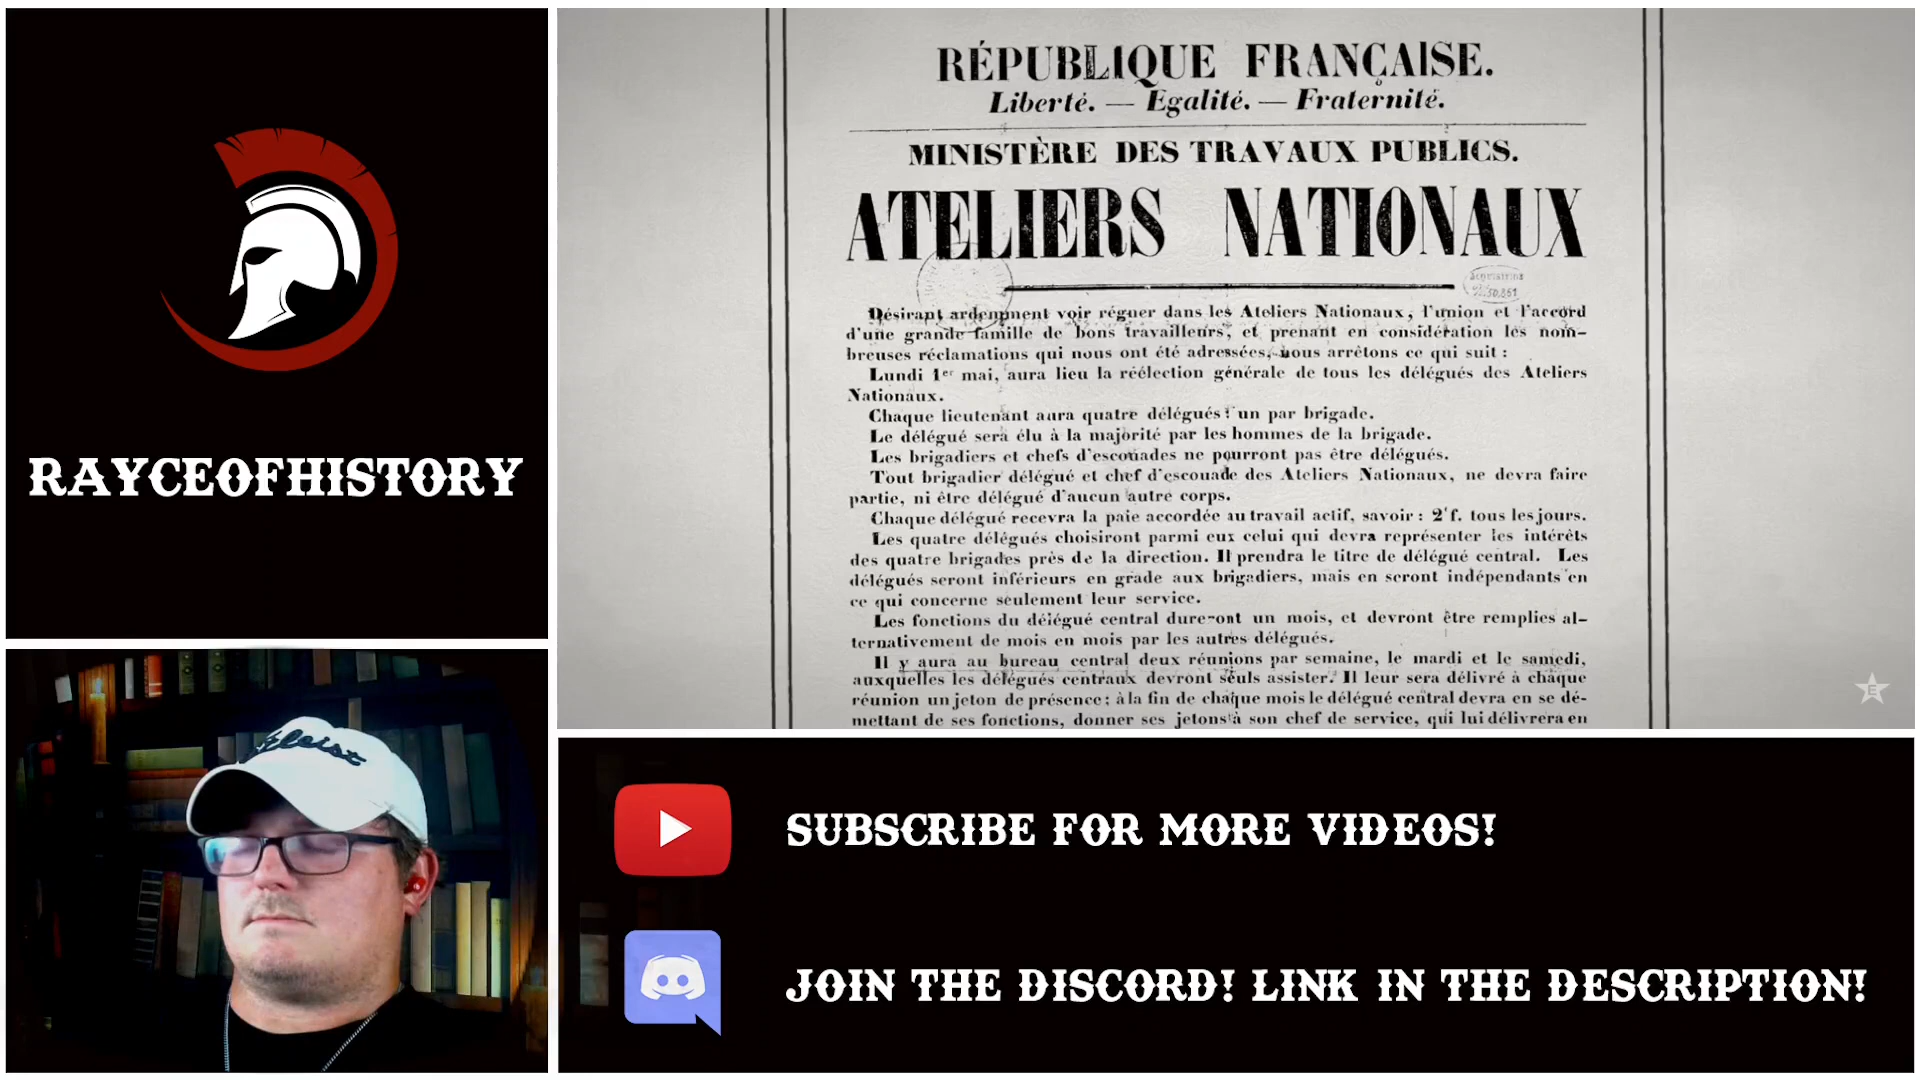 RAYCEOFHISTORY
RÉPUBLIQUE FRANÇAISE.
Liberté. — Egalité. — Fraternité.
MINISTÈRE DES TRAVAUX PUBLICS.
ATELIERS NATIONAUX
Désirant ardemment voir régner dans les Ateliers Nationaux, l'union et l'accord
d'une grande famille de bons travailleurs, et prenant en considération les nom-
breuses réclamations qui nous ont été adressées, nous arrêtons ce qui suit :
Lundi 1er mai, aura lieu la réélection générale de tous les délégués des Ateliers
Nationaux.
Chaque lieutenant aura quatre délégués : un par brigade.
Le délégué sera élu à la majorité par les hommes de la brigade.
Les brigadiers et chefs d'escouades ne pourront pas être délégués.
Tout brigadier délégué et chef d'escouade des Ateliers Nationaux, ne devra faire
partie, ni être délégué d'aucun autre corps.
Chaque délégué recevra la paie accordée au travail actif, savoir : 2 f. tous les jours.
Les quatre délégués choisiront parmi eux celui qui devra représenter les intérêts
des quatre brigades près de la direction. Il prendra le titre de délégué central. Les
délégués seront inférieurs en grade aux brigadiers, mais en seront indépendants en
ce qui concerne seulement leur service.
Les fonctions du délégué central dureront un mois, et devront être remplies al-
ternativement de mois en mois par les autres délégués.
Il y aura au bureau central deux réunions par semaine, le mardi et le samedi,
auxquelles les délégués centraux devront seuls assister. Il leur sera délivré à chaque
réunion un jeton de présence ; à la fin de chaque mois le délégué central devra en se dé-
mettant de ses fonctions, donner ses jetons à son chef de service, qui lui délivrera en
E
Titleist
SUBSCRIBE FOR MORE VIDEOS!
JOIN THE DISCORD! LINK IN THE DESCRIPTION!